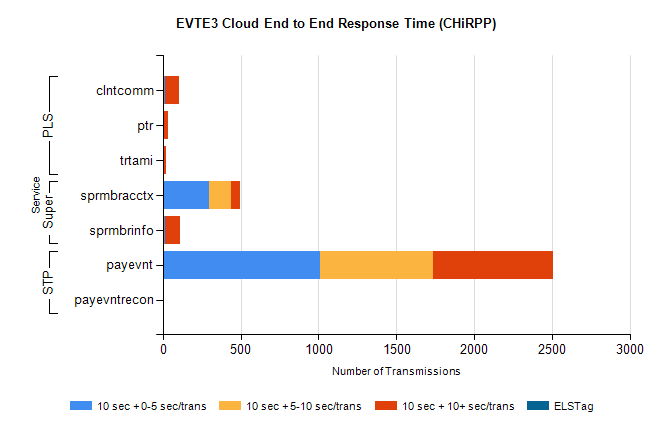 EVTE3 Cloud End to End Response Time (CHiRPP)
Service
PLS
clntcomm
ptr
trtami
Super
sprmbracctx
sprmbrinfo
STP
payevnt
payevntrecon
0 500 1000 1500 2000 2500 3000
Number of Transmissions
10 sec +0-5 sec/trans 10 sec +5-10 sec/trans 10 sec + 10+ sec/trans ELSTag